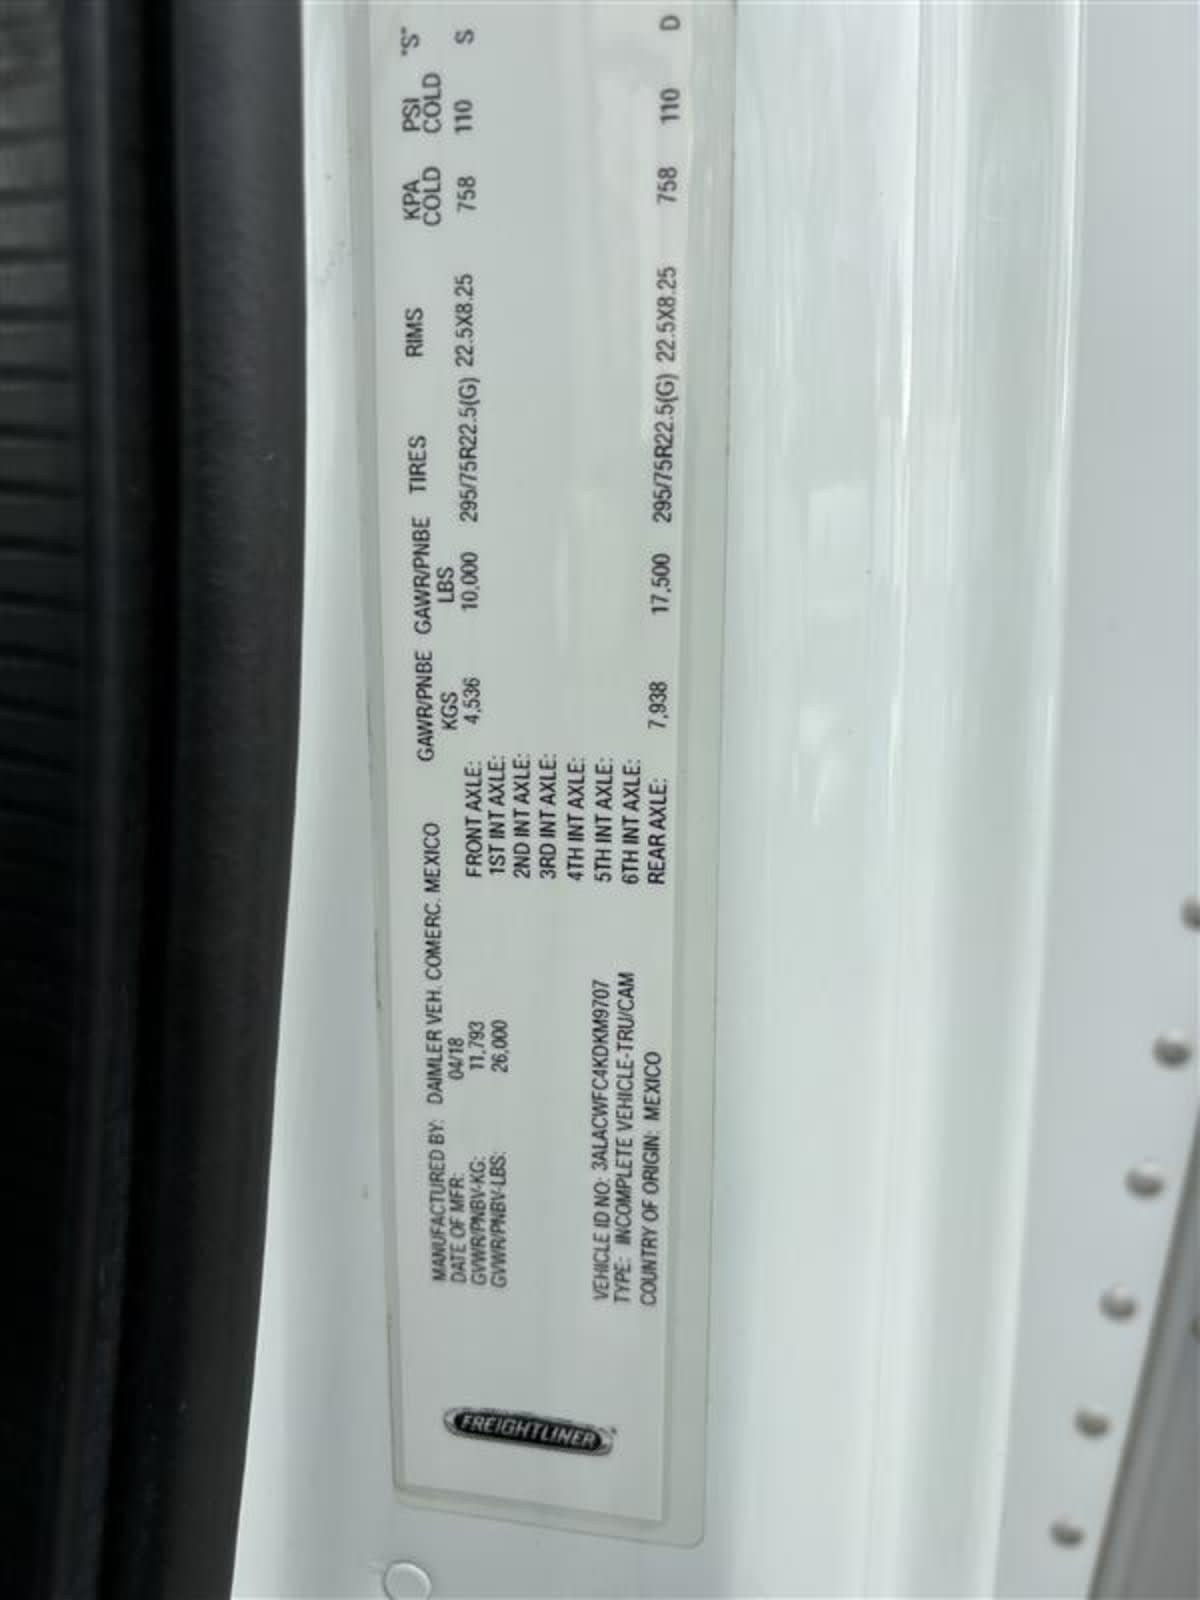 FREIGHTLINER
MANUFACTURED BY: DAIMLER VEH. COMERC. MEXICO
DATE OF MFR: 04/18
GVWR/PNBV-KG: 11,793
GVWR/PNBV-LBS: 26,000
VEHICLE ID NO: 3ALACWFC4KDKM9707
TYPE: INCOMPLETE VEHICLE-TRU/CAM
COUNTRY OF ORIGIN: MEXICO
GAWR/PNBE GAWR/PNBE TIRES RIMS KPA PSI "S"
KGS LBS COLD COLD
FRONT AXLE: 4,536 10,000 295/75R22.5(G) 22.5X8.25 758 110 S
1ST INT AXLE:
2ND INT AXLE:
3RD INT AXLE:
4TH INT AXLE:
5TH INT AXLE:
6TH INT AXLE:
REAR AXLE: 7,938 17,500 295/75R22.5(G) 22.5X8.25 758 110 D